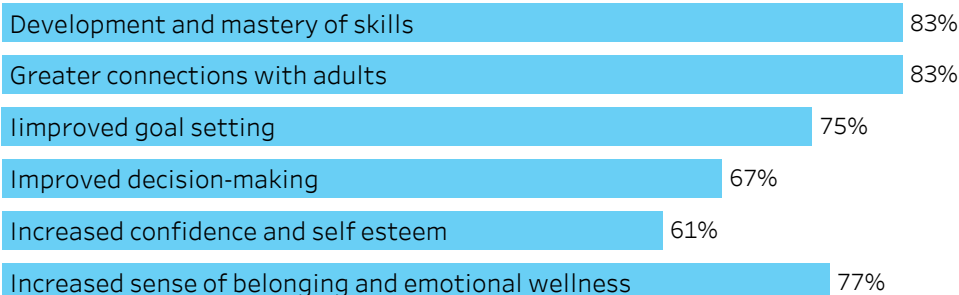 Development and mastery of skills 83%
Greater connections with adults 83%
Iimproved goal setting 75%
Improved decision-making 67%
Increased confidence and self esteem 61%
Increased sense of belonging and emotional wellness 77%